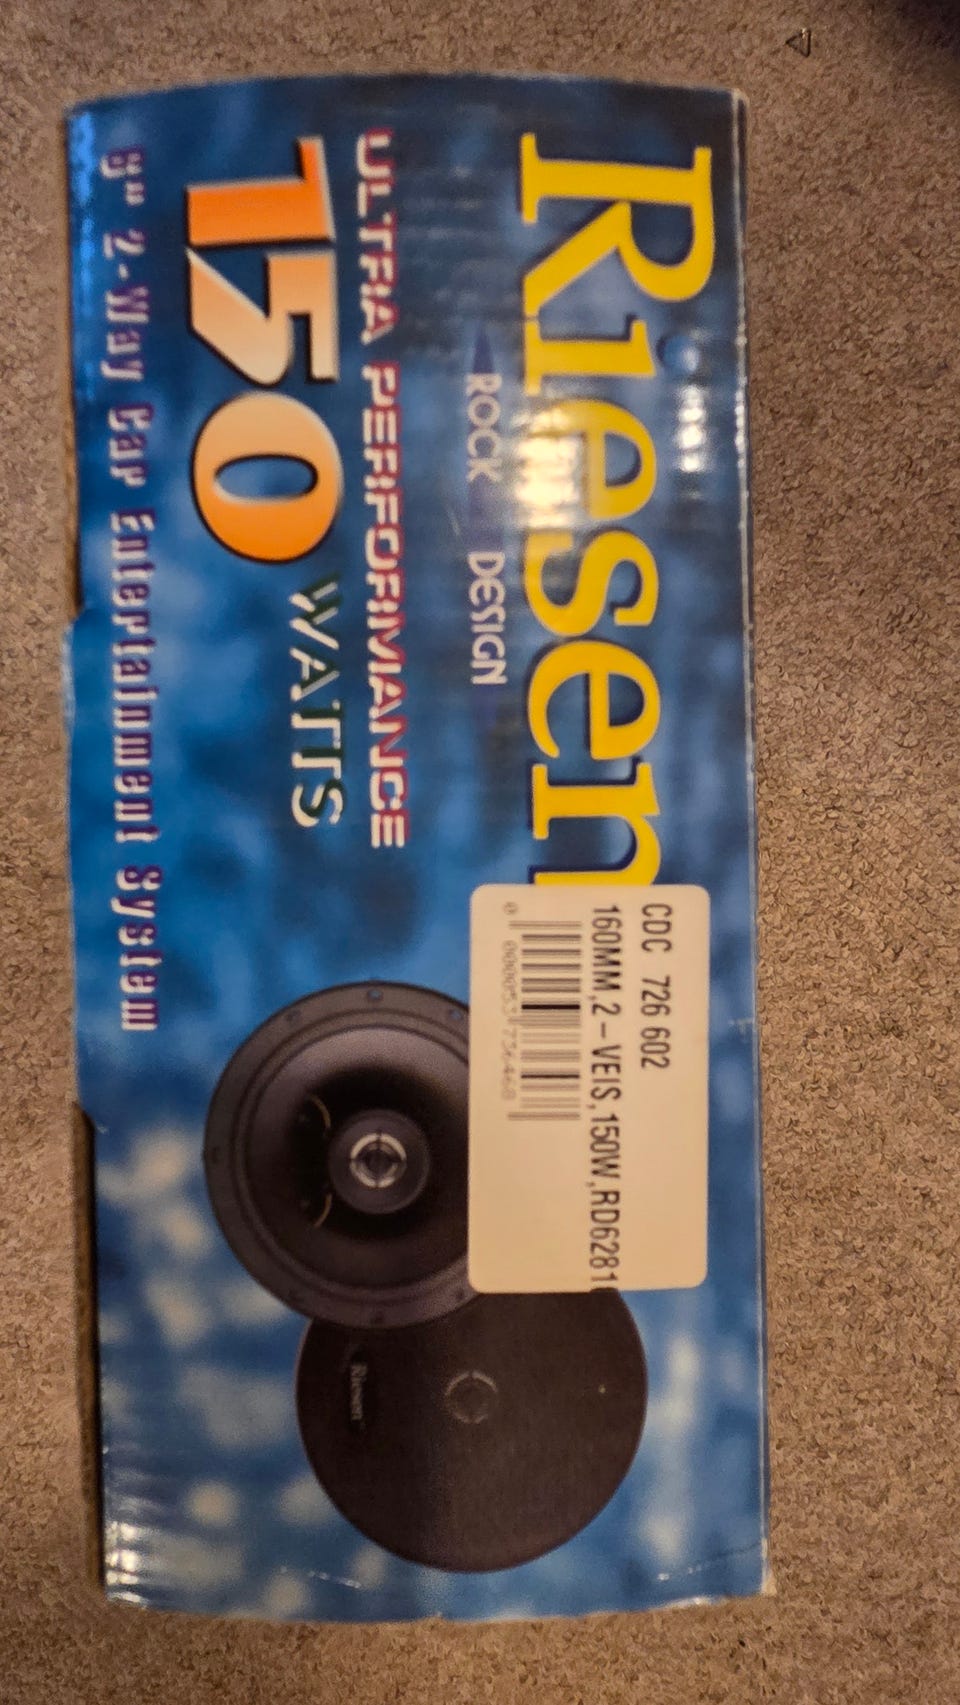 Riesen
ROCK DESIGN
ULTRA PERFORMANCE
150 WATTS
2-Way Car Entertainment System
CDC 726 602
160MM,2-VEIS,150W,RD6281
Riesen